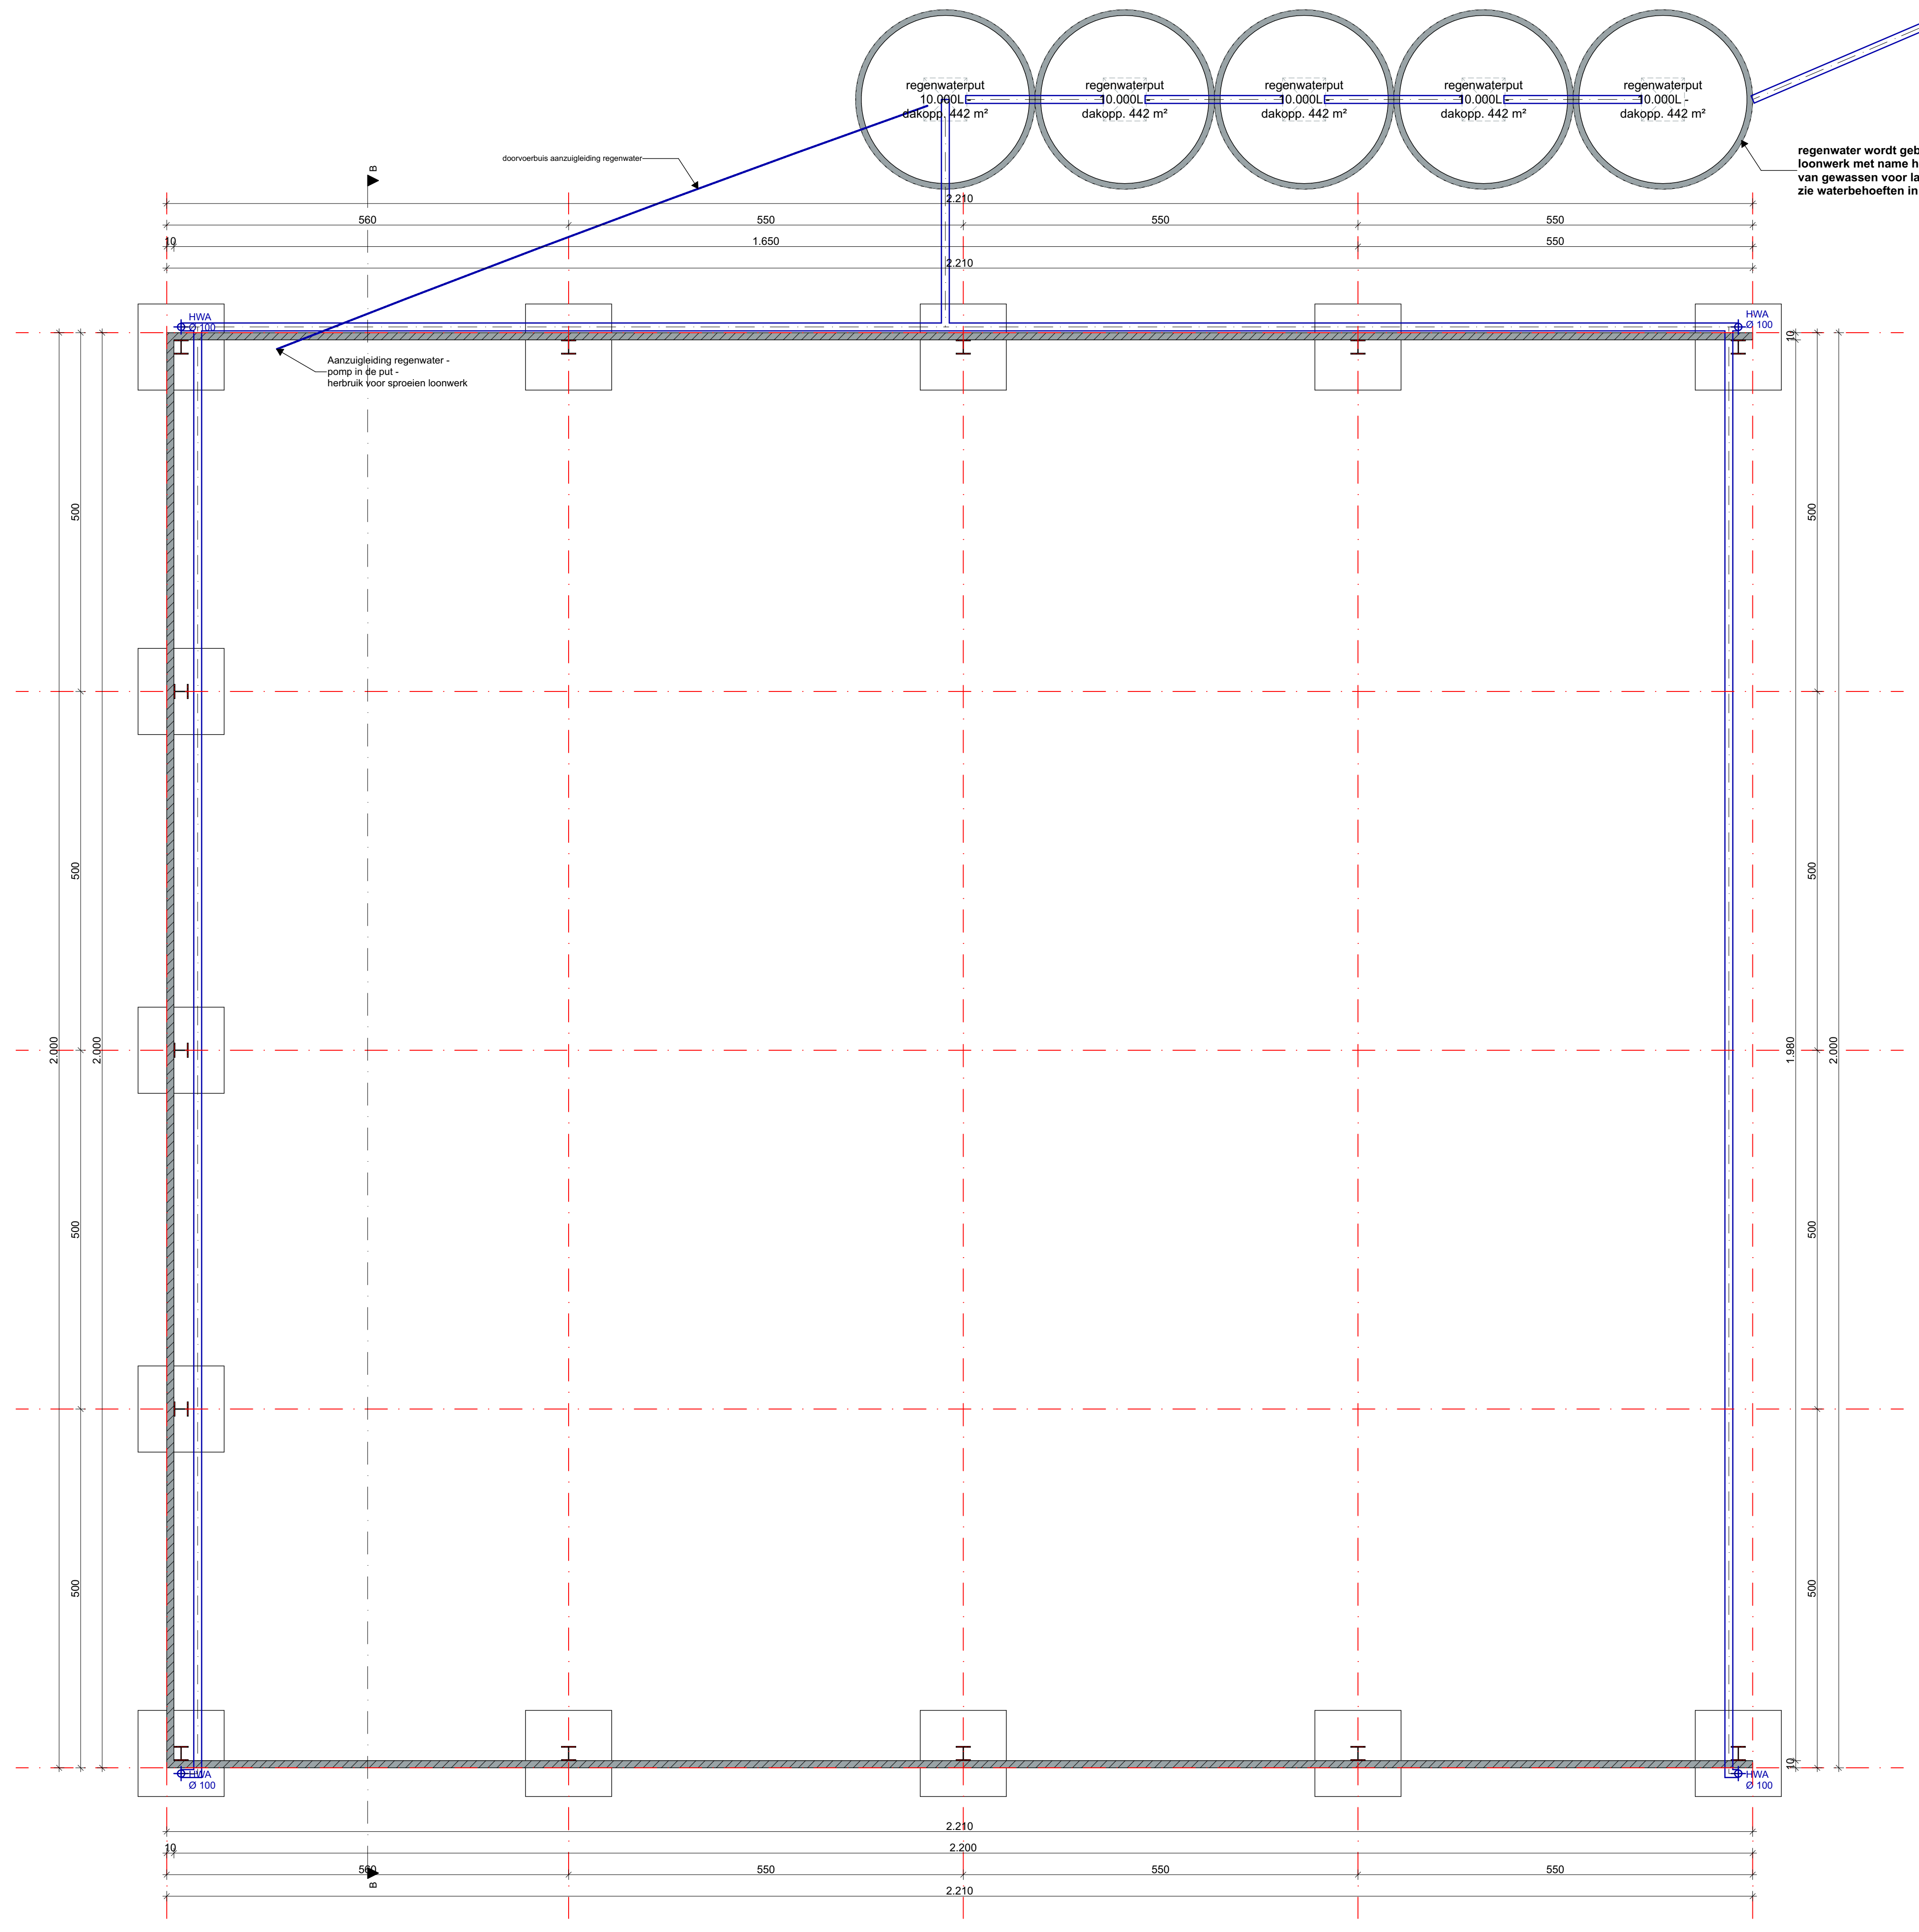 regenwaterput
10.000L -
dakopp. 442 m²
regenwaterput
10.000L -
dakopp. 442 m²
regenwaterput
10.000L -
dakopp. 442 m²
regenwaterput
10.000L -
dakopp. 442 m²
regenwaterput
10.000L -
dakopp. 442 m²
regenwater wordt
loonwerk met name
van gewassen voor
zie waterbehoeften in
doorvoerbuis aanzuigleiding regenwater
B
2.210
560
550
550
550
10
1.650
550
2.210
HWA
Ø 100
HWA
Ø 100
Aanzuigleiding regenwater -
pomp in de put -
herbruik voor sproeien loonwerk
10
500
500
500
500
500
500
500
500
2.000
2.000
1.980
2.000
10
HWA
Ø 100
HWA
Ø 100
2.210
10
2.200
560
550
550
550
B
2.210